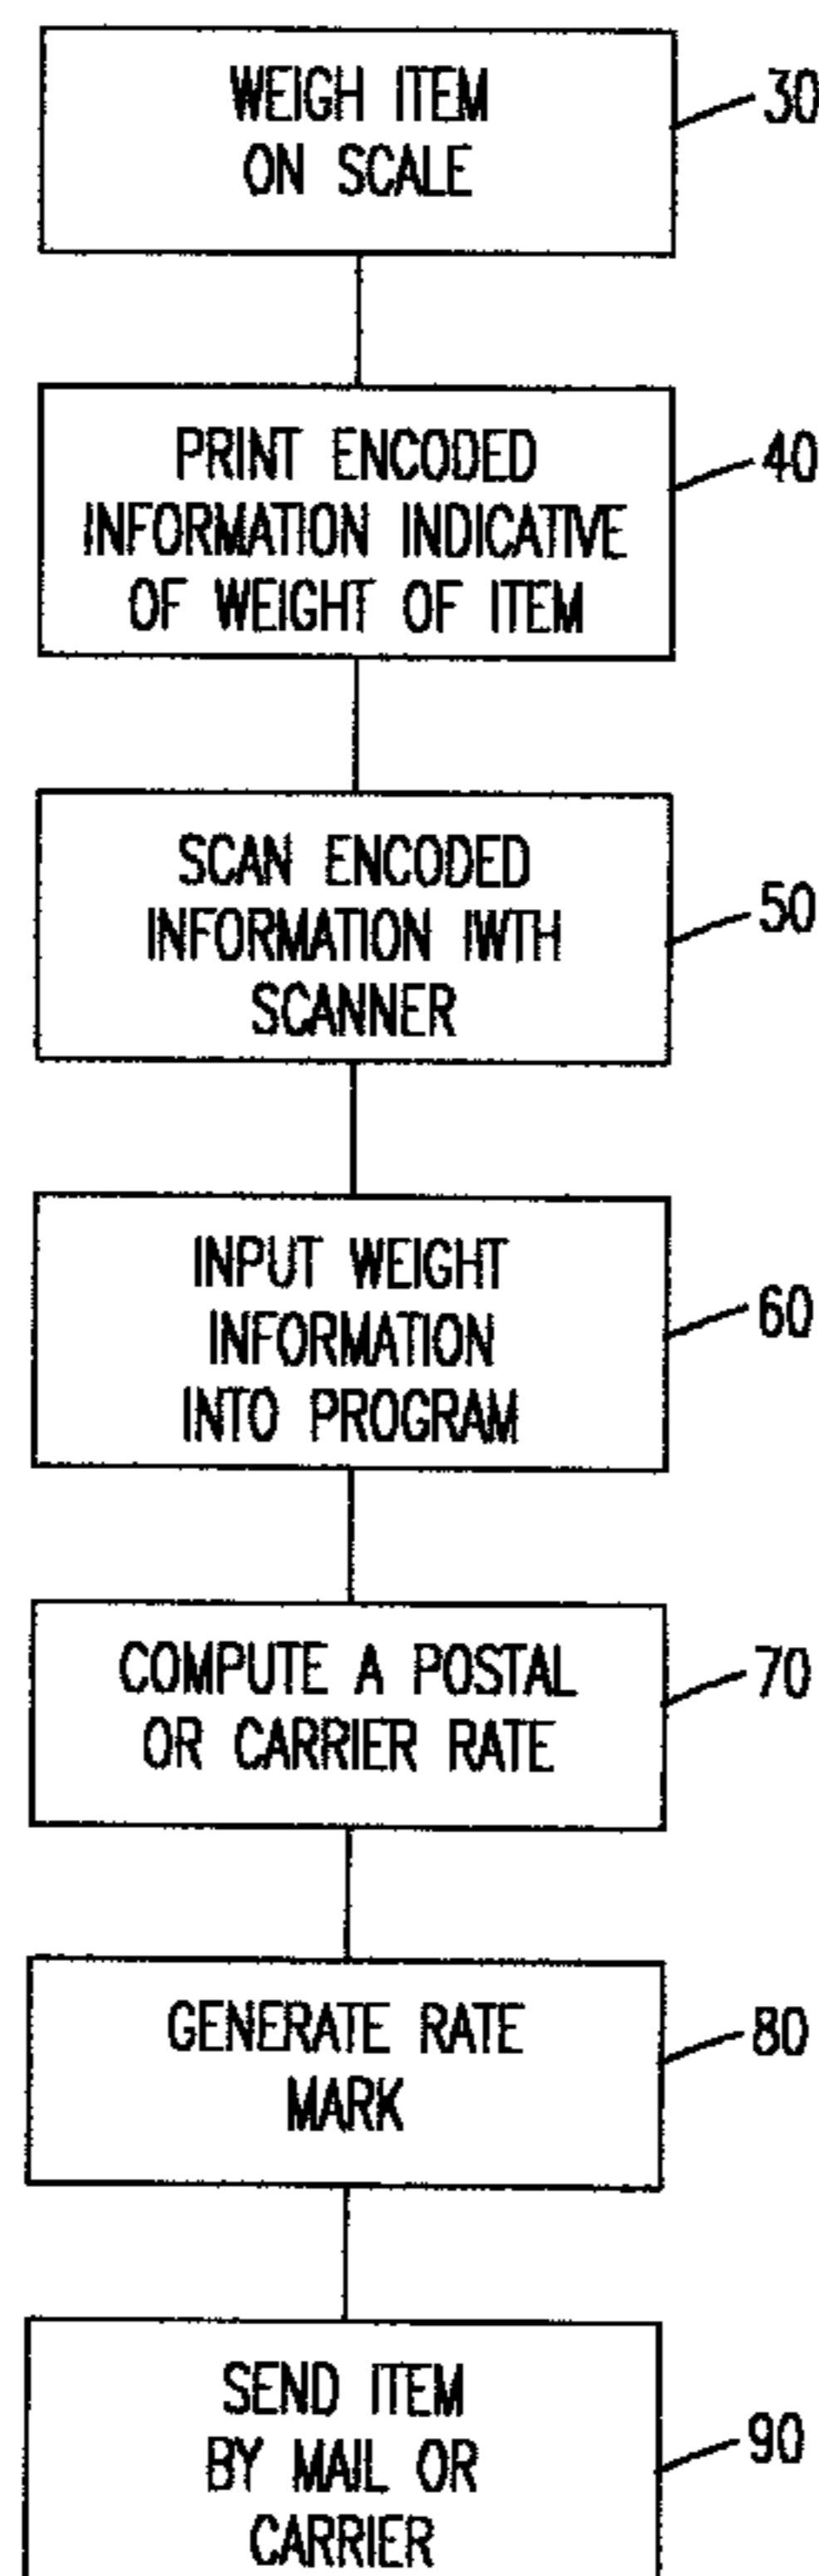 WEIGH ITEM
ON SCALE
30
PRINT ENCODED
INFORMATION INDICATIVE
OF WEIGHT OF ITEM
40
SCAN ENCODED
INFORMATION IWTH
SCANNER
50
INPUT WEIGHT
INFORMATION
INTO PROGRAM
60
COMPUTE A POSTAL
OR CARRIER RATE
70
GENERATE RATE
MARK
80
SEND ITEM
BY MAIL OR
CARRIER
90